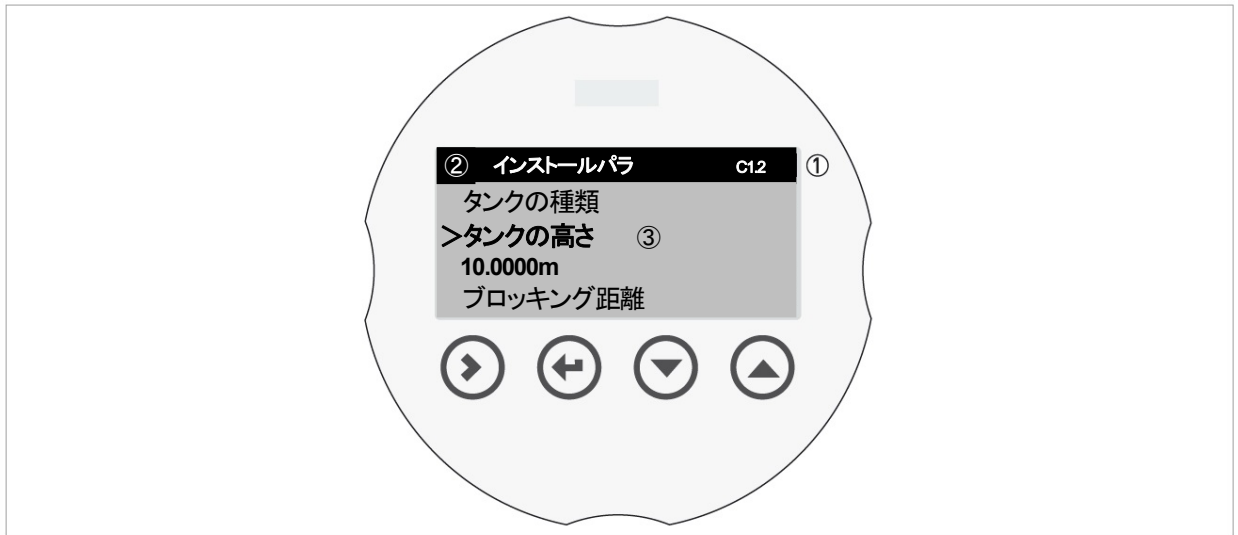 ② インストールパラ C1.2 ①
タンクの種類
>タンクの高さ ③
10.0000m
ブロッキング距離